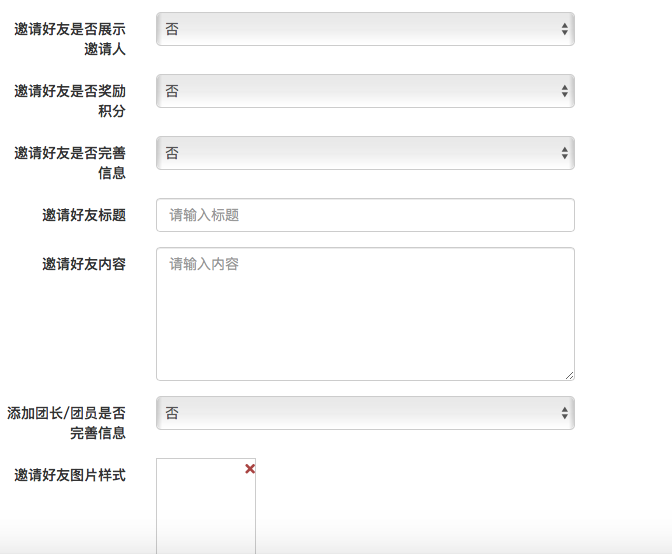 邀请好友是否展示
邀请人
否
邀请好友是否奖励
积分
否
邀请好友是否完善
信息
否
邀请好友标题
请输入标题
邀请好友内容
请输入内容
添加团长/团员是否
完善信息
否
邀请好友图片样式